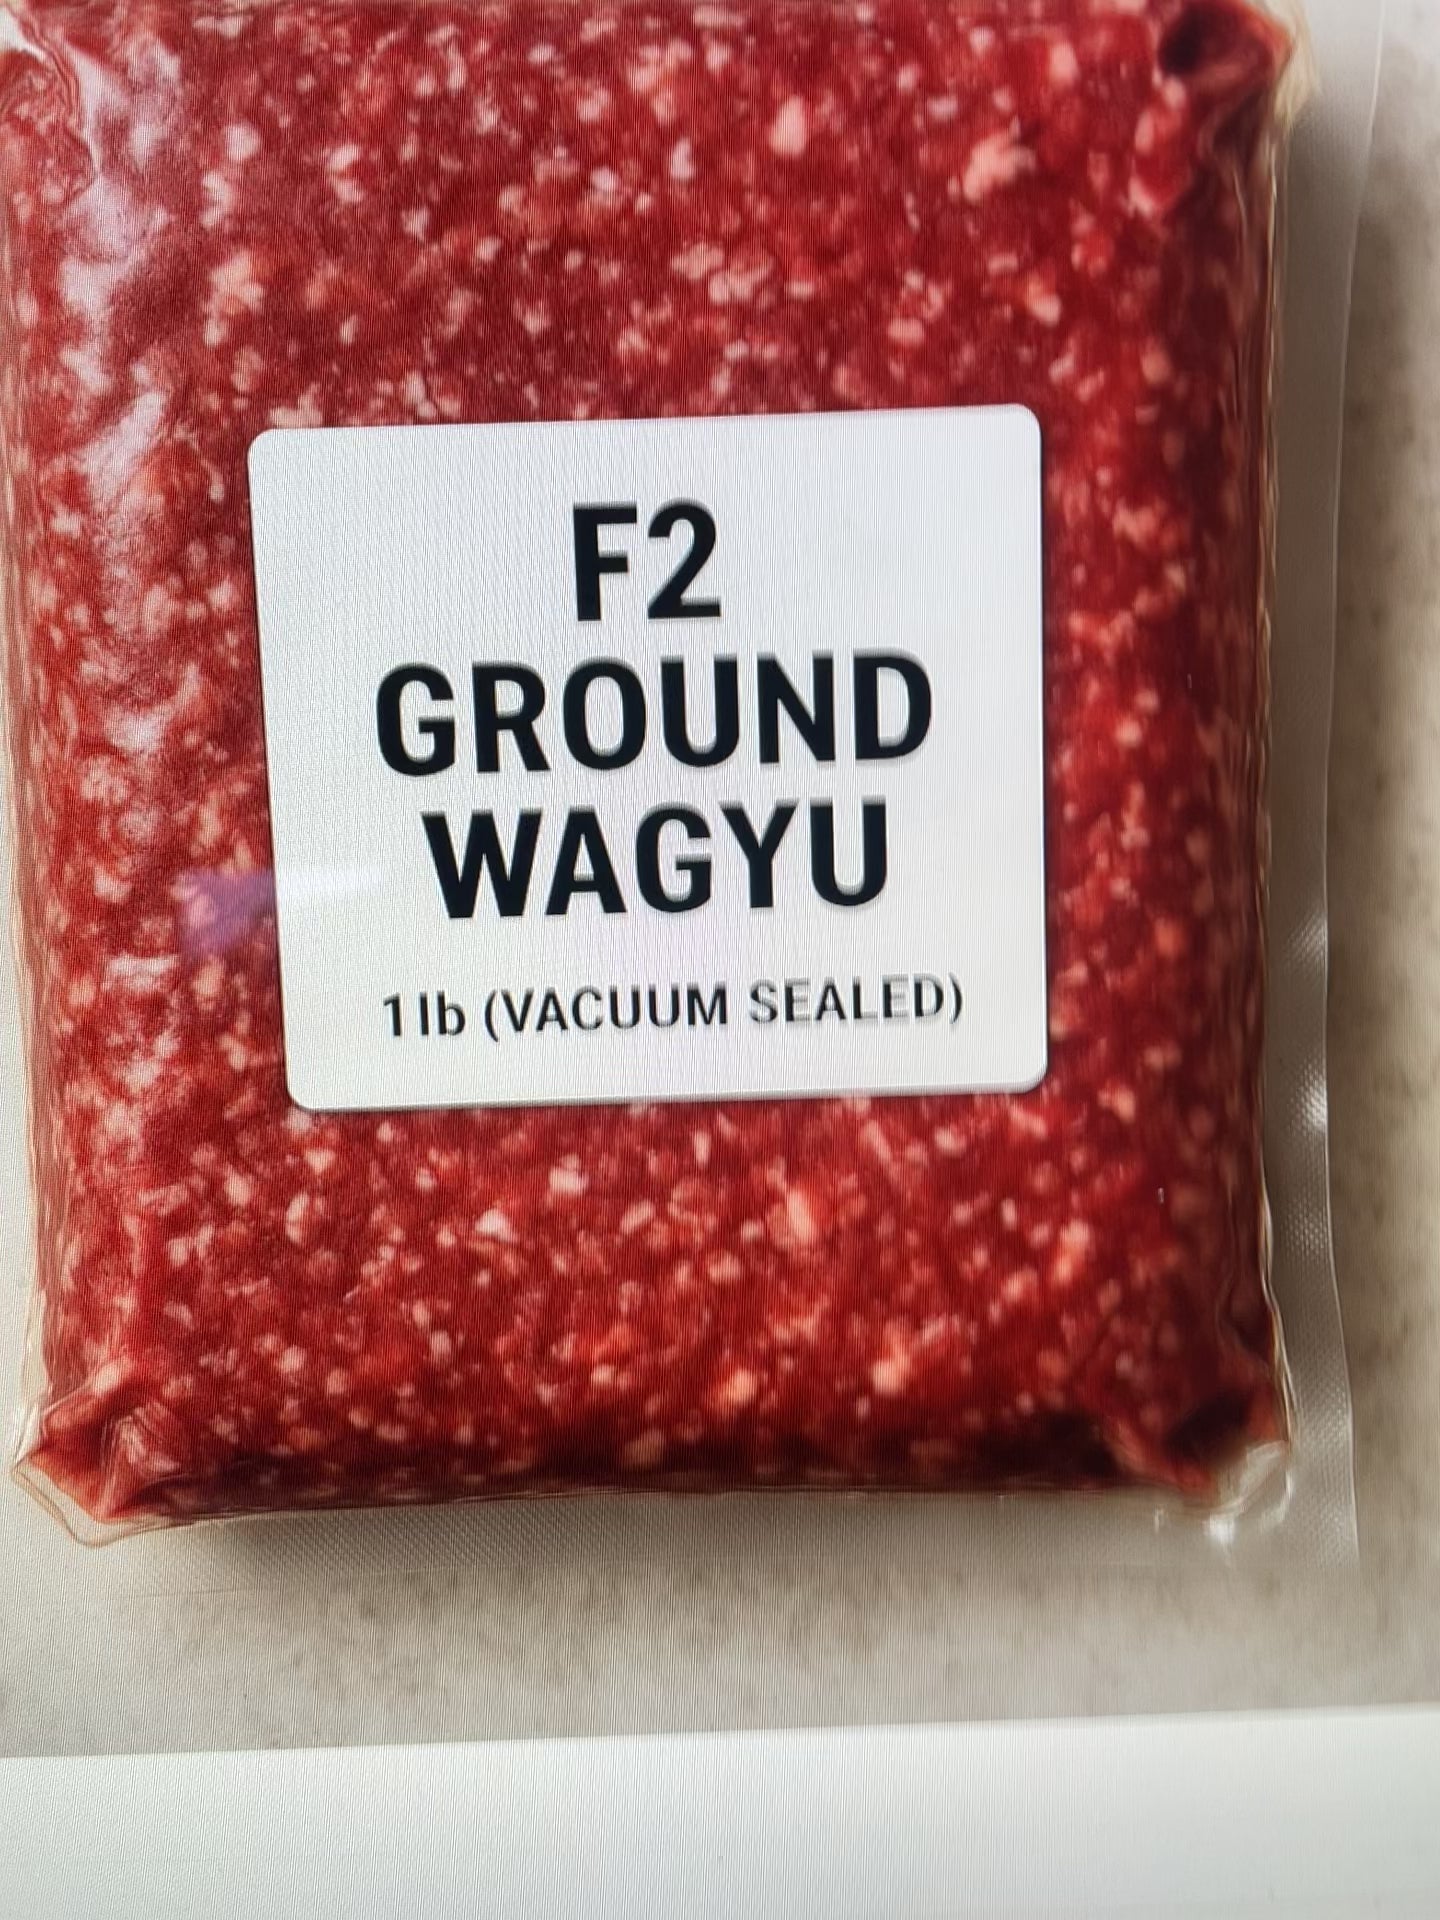 F2
GROUND
WAGYU
1 lb (VACUUM SEALED)